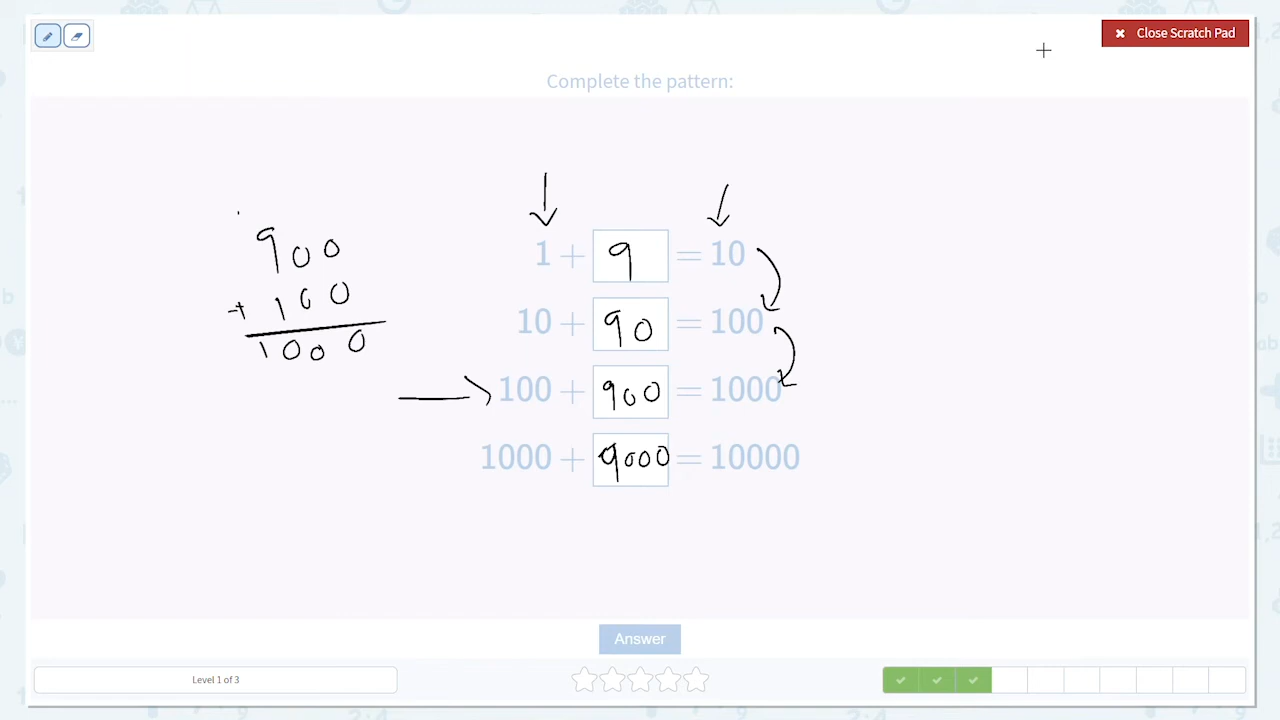 Close Scratch Pad
Complete the pattern:
900
+ 100
1000
1 + 9 = 10
10 + 90 = 100
100 + 900 = 1000
1000 + 9000 = 10000
Answer
Level 1 of 3